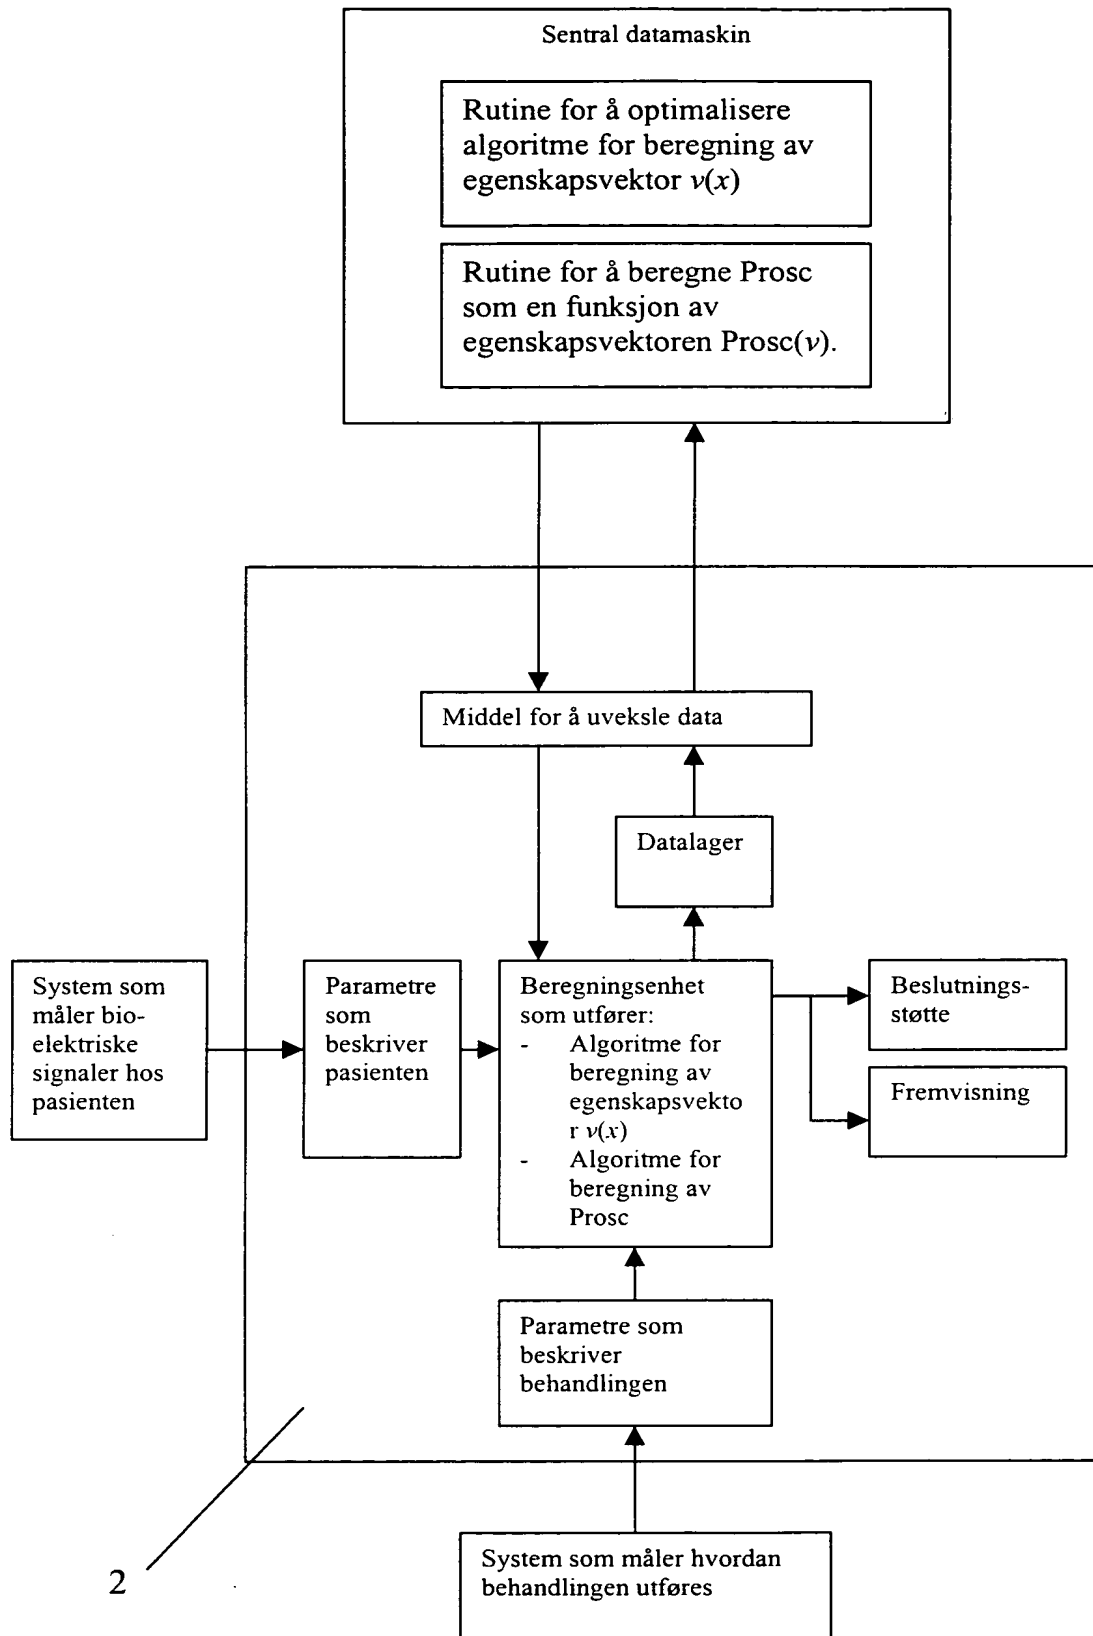 Sentral datamaskin
Rutine for å optimalisere
algoritme for beregning av
egenskapsvektor v(x)
Rutine for å beregne Prosc
som en funksjon av
egenskapsvektoren Prosc(v).
Middel for å uveksle data
Datalager
System som
måler bio-
elektriske
signaler hos
pasienten
Parametre
som
beskriver
pasienten
Beregningsenhet
som utfører:
- Algoritme for
beregning av
egenskapsvekto
r v(x)
- Algoritme for
beregning av
Prosc
Beslutnings-
støtte
Fremvisning
Parametre som
beskriver
behandlingen
2
System som måler hvordan
behandlingen utføres